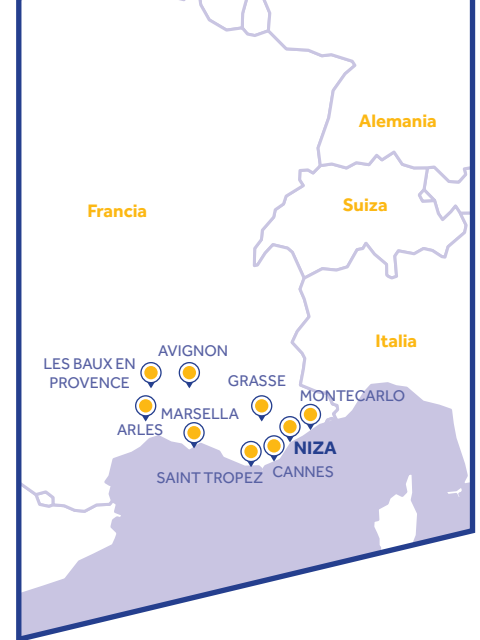 Alemania
Suiza
Francia
Italia
AVIGNON
LES BAUX EN
PROVENCE
GRASSE
MONTECARLO
MARSELLA
ARLES
NIZA
CANNES
SAINT TROPEZ